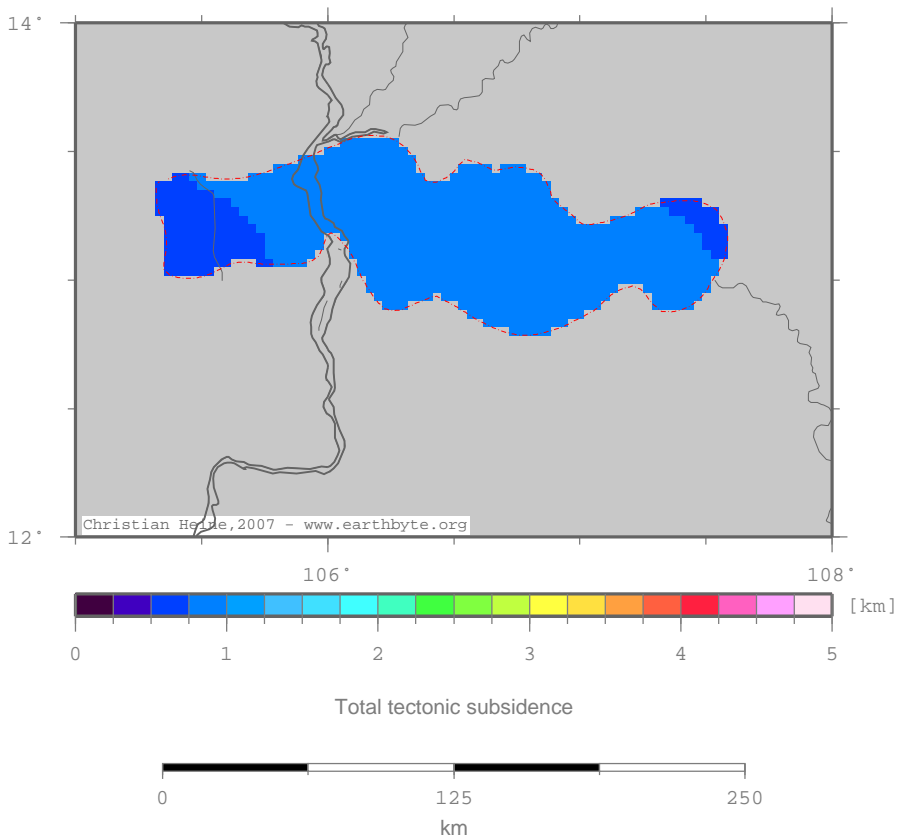 14°
Christian Heine,2007 - www.earthbyte.org
12°
106° 108°
[km]
0 1 2 3 4 5
Total tectonic subsidence
0 125 250
km